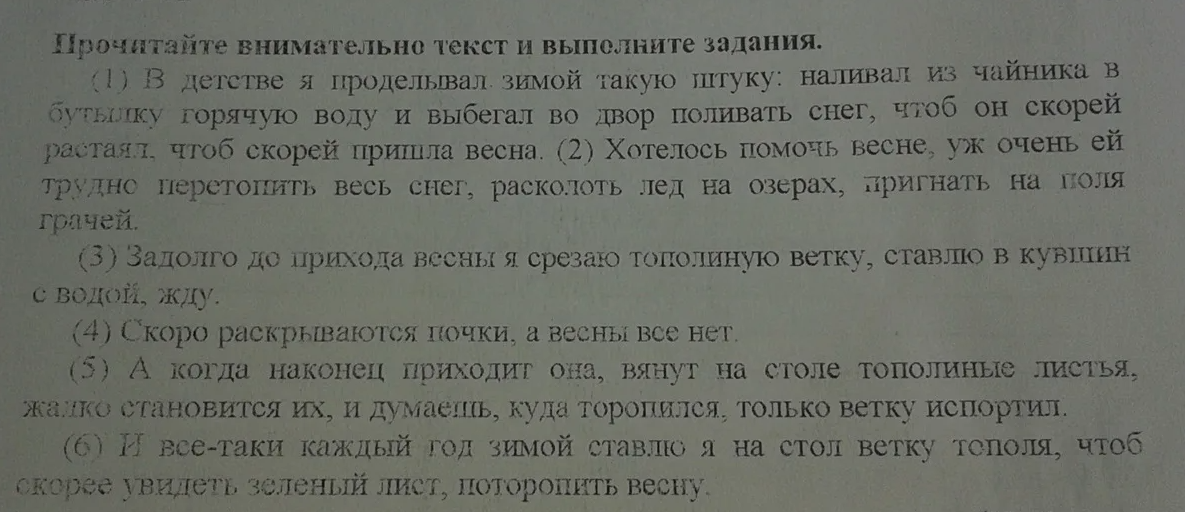 Прочитайте внимательно текст и выполните задания.
(1) В детстве я проделывал зимой такую штуку: наливал из чайника в
бутылку горячую воду и выбегал во двор поливать снег, чтоб он скорей
растаял, чтоб скорей пришла весна. (2) Хотелось помочь весне, уж очень ей
трудно перетопить весь снег, расколоть лед на озерах, пригнать на поля
грачей.
(3) Задолго до прихода весны я срезаю тополиную ветку, ставлю в кувшин
с водой, жду.
(4) Скоро раскрываются почки, а весны все нет.
(5) А когда наконец приходит она, вянут на столе тополиные листья,
жалко становится их, и думаешь, куда торопился, только ветку испортил.
(6) И все-таки каждый год зимой ставлю я на стол ветку тополя, чтоб
скорее увидеть зеленый лист, поторопить весну.